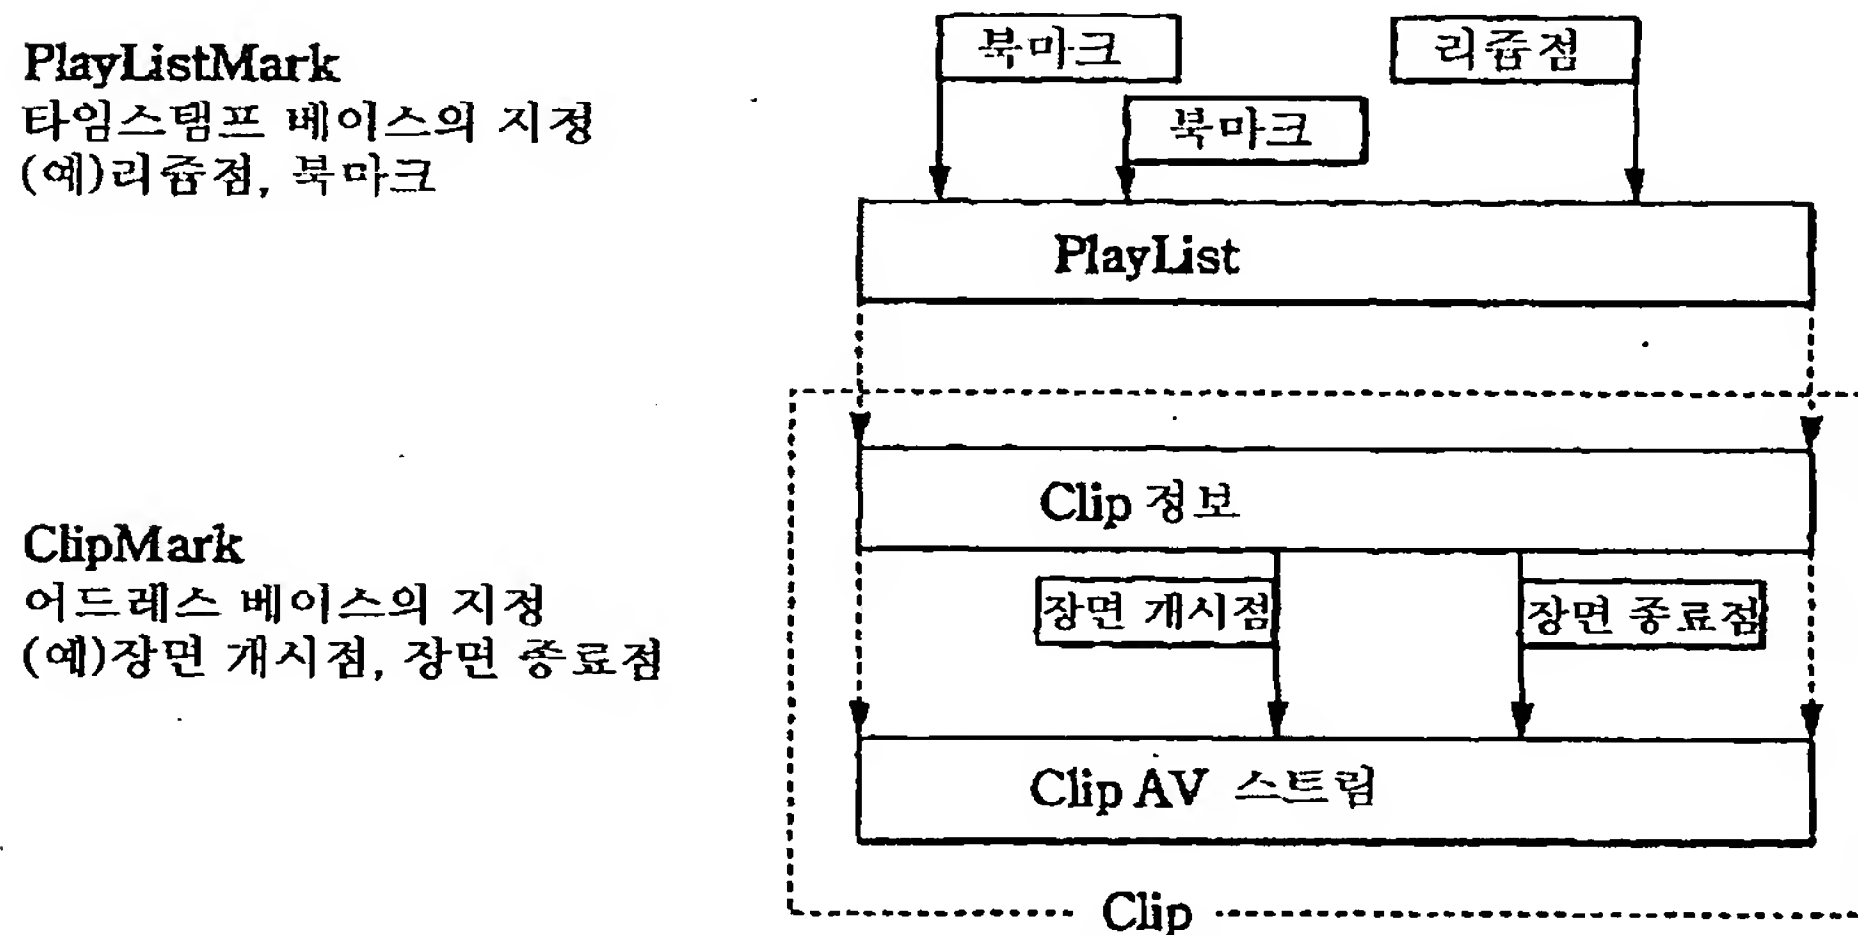 PlayListMark
타임스탬프 베이스의 지정
(예)리줌점, 북마크
북마크
리줌점
북마크
PlayList
Clip 정보
ClipMark
어드레스 베이스의 지정
(예)장면 개시점, 장면 종료점
장면 개시점
장면 종료점
Clip AV 스트림
Clip